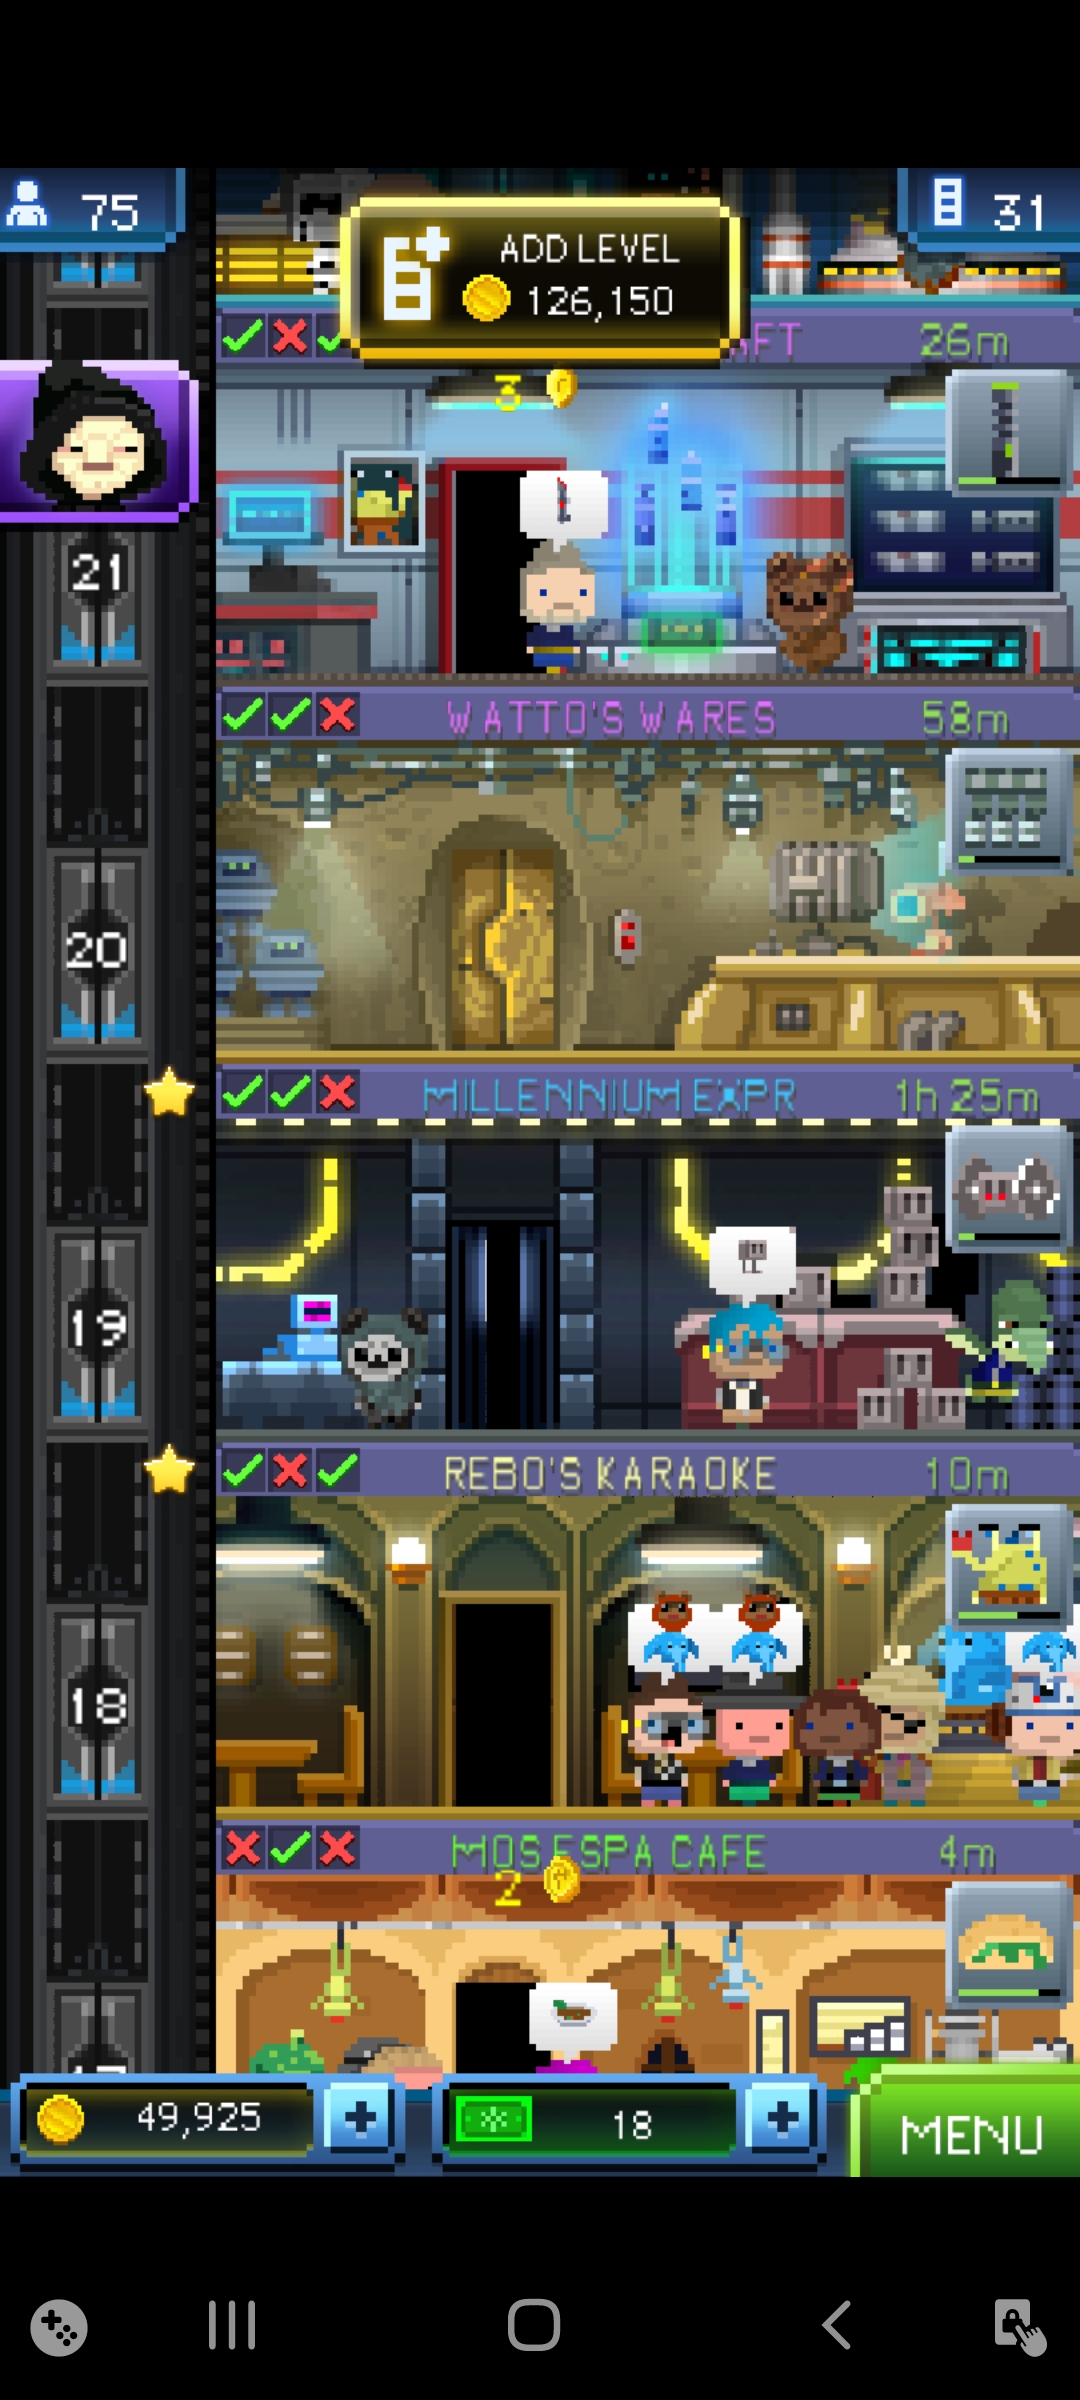 75
31
ADD LEVEL
126,150
26m
3
21
WATTO'S WARES
58m
20
MILLENNIUM EXPR
1h 25m
19
REBO'S KARAOKE
10m
18
MOS ESPA CAFE
4m
2
49,925
18
MENU